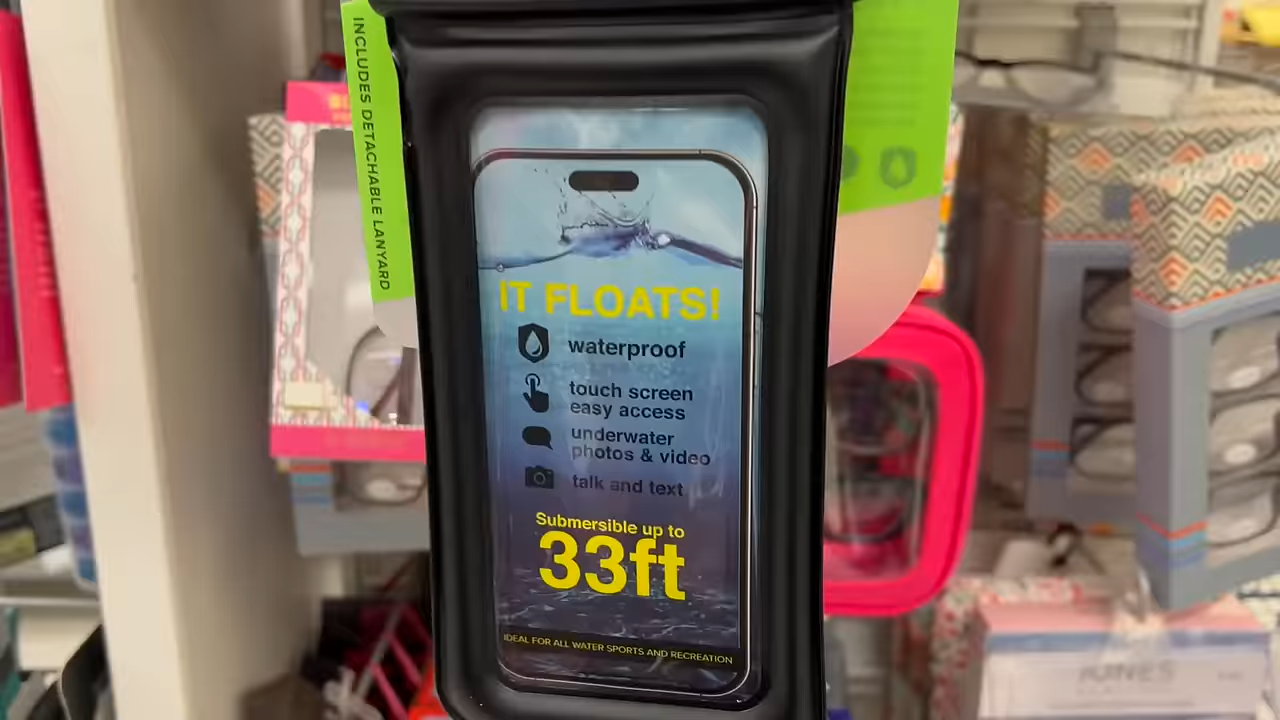 INCLUDES DETACHABLE LANYARD
IT FLOATS!
waterproof
touch screen
easy access
underwater
photos & video
talk and text
Submersible up to
33ft
IDEAL FOR ALL WATER SPORTS AND RECREATION